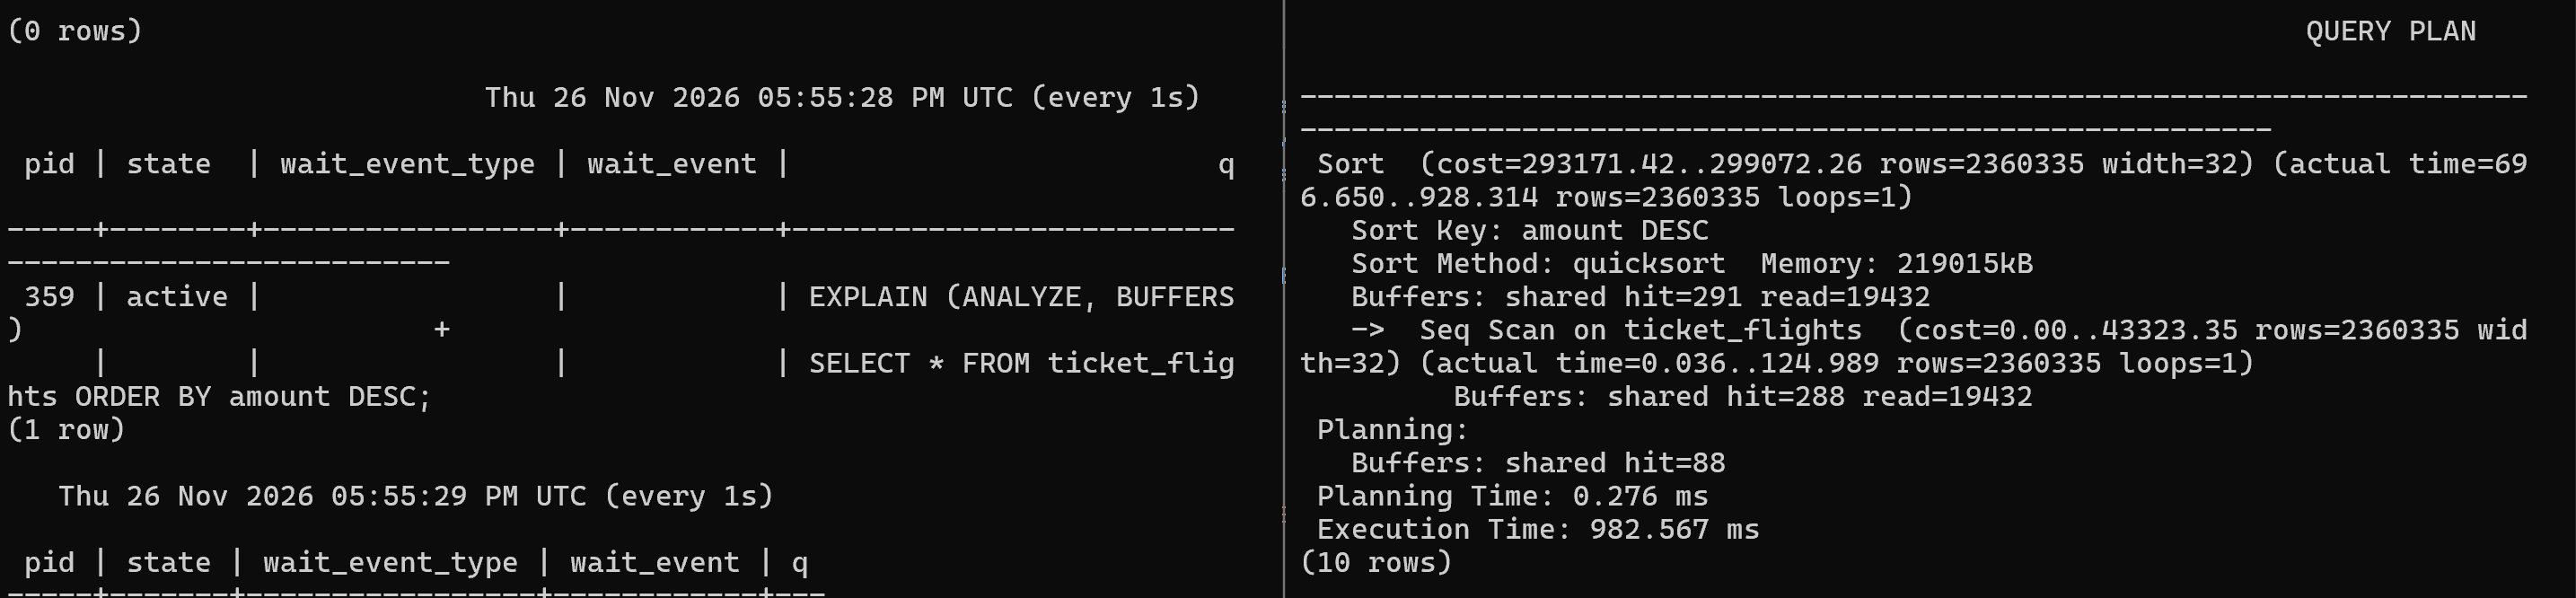 (0 rows)
Thu 26 Nov 2026 05:55:28 PM UTC (every 1s)
 pid | state  | wait_event_type | wait_event |                         q
-----+--------+-----------------+------------+--------------------------
--------------------------
 359 | active |                 |            | EXPLAIN (ANALYZE, BUFFERS
)                        +
     |        |                 |            | SELECT * FROM ticket_flig
hts ORDER BY amount DESC;
(1 row)
Thu 26 Nov 2026 05:55:29 PM UTC (every 1s)
 pid | state | wait_event_type | wait_event | q
-----+-------+-----------------+------------+---
QUERY PLAN
------------------------------------------------------------------------
---------------------------------------------------------
 Sort  (cost=293171.42..299072.26 rows=2360335 width=32) (actual time=69
6.650..928.314 rows=2360335 loops=1)
   Sort Key: amount DESC
   Sort Method: quicksort  Memory: 219015kB
   Buffers: shared hit=291 read=19432
   ->  Seq Scan on ticket_flights  (cost=0.00..43323.35 rows=2360335 wid
th=32) (actual time=0.036..124.989 rows=2360335 loops=1)
         Buffers: shared hit=288 read=19432
 Planning:
   Buffers: shared hit=88
 Planning Time: 0.276 ms
 Execution Time: 982.567 ms
(10 rows)